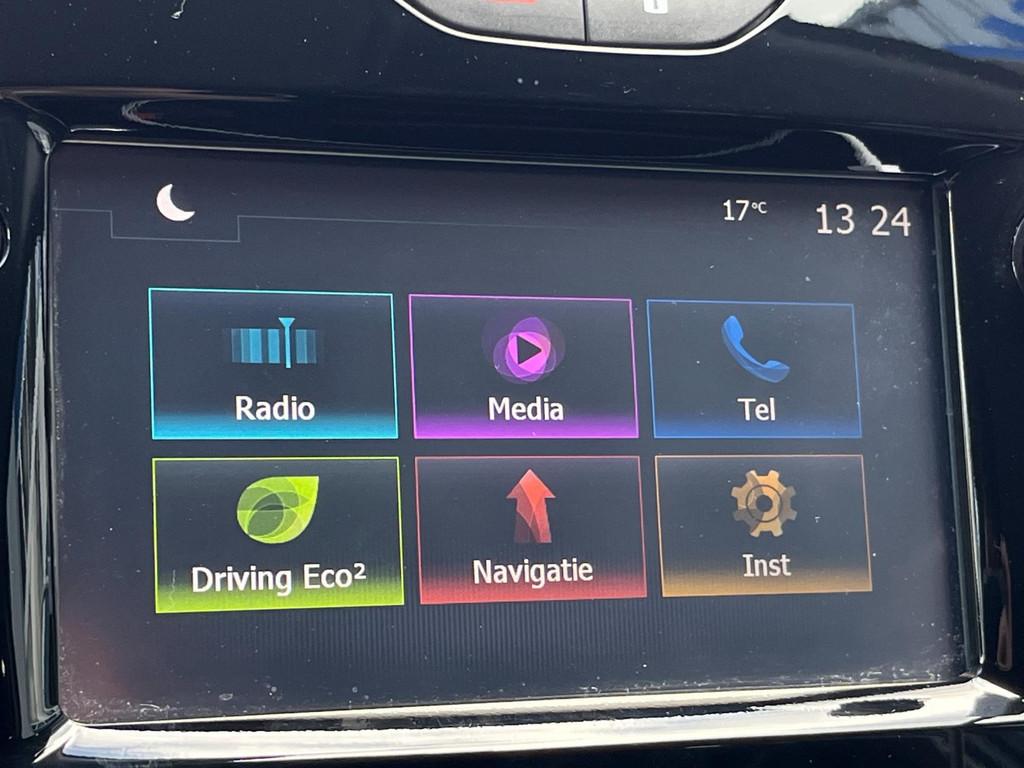 17°C 13 24
Radio Media Tel
Driving Eco² Navigatie Inst